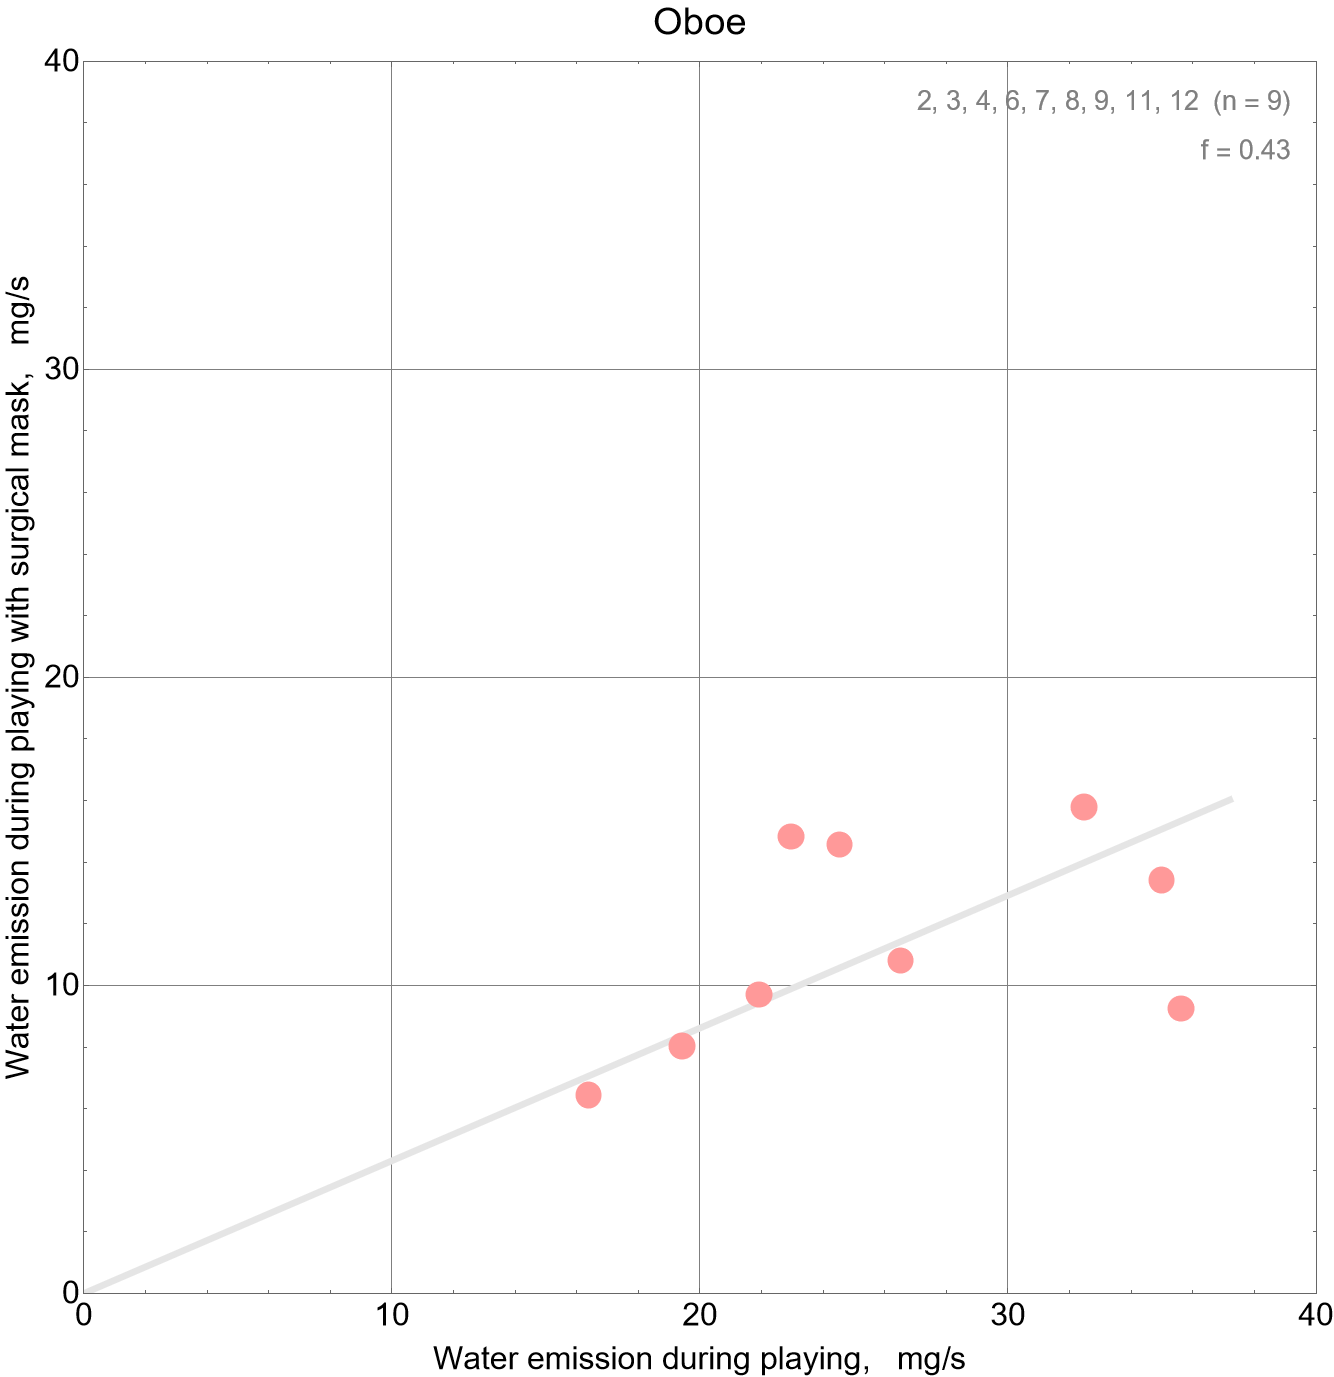 Oboe
2, 3, 4, 6, 7, 8, 9, 11, 12 (n = 9)
f = 0.43
Water emission during playing with surgical mask, mg/s
40
30
20
10
0
0 10 20 30 40
Water emission during playing, mg/s